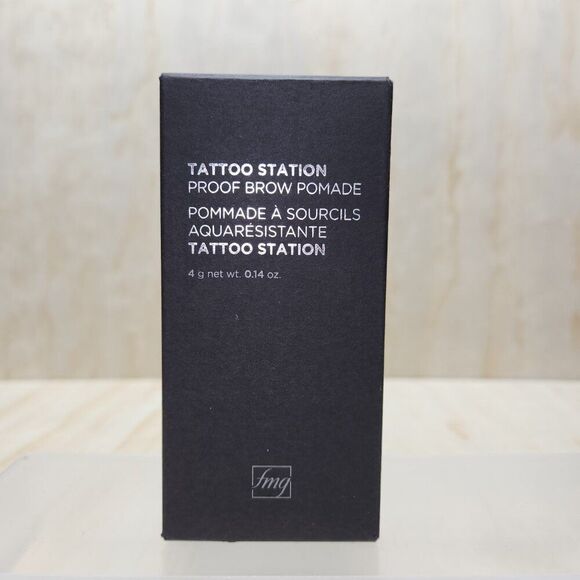 TATTOO STATION
PROOF BROW POMADE
POMMADE À SOURCILS
AQUARÉSISTANTE
TATTOO STATION
4 g net wt. 0.14 oz.
fmg